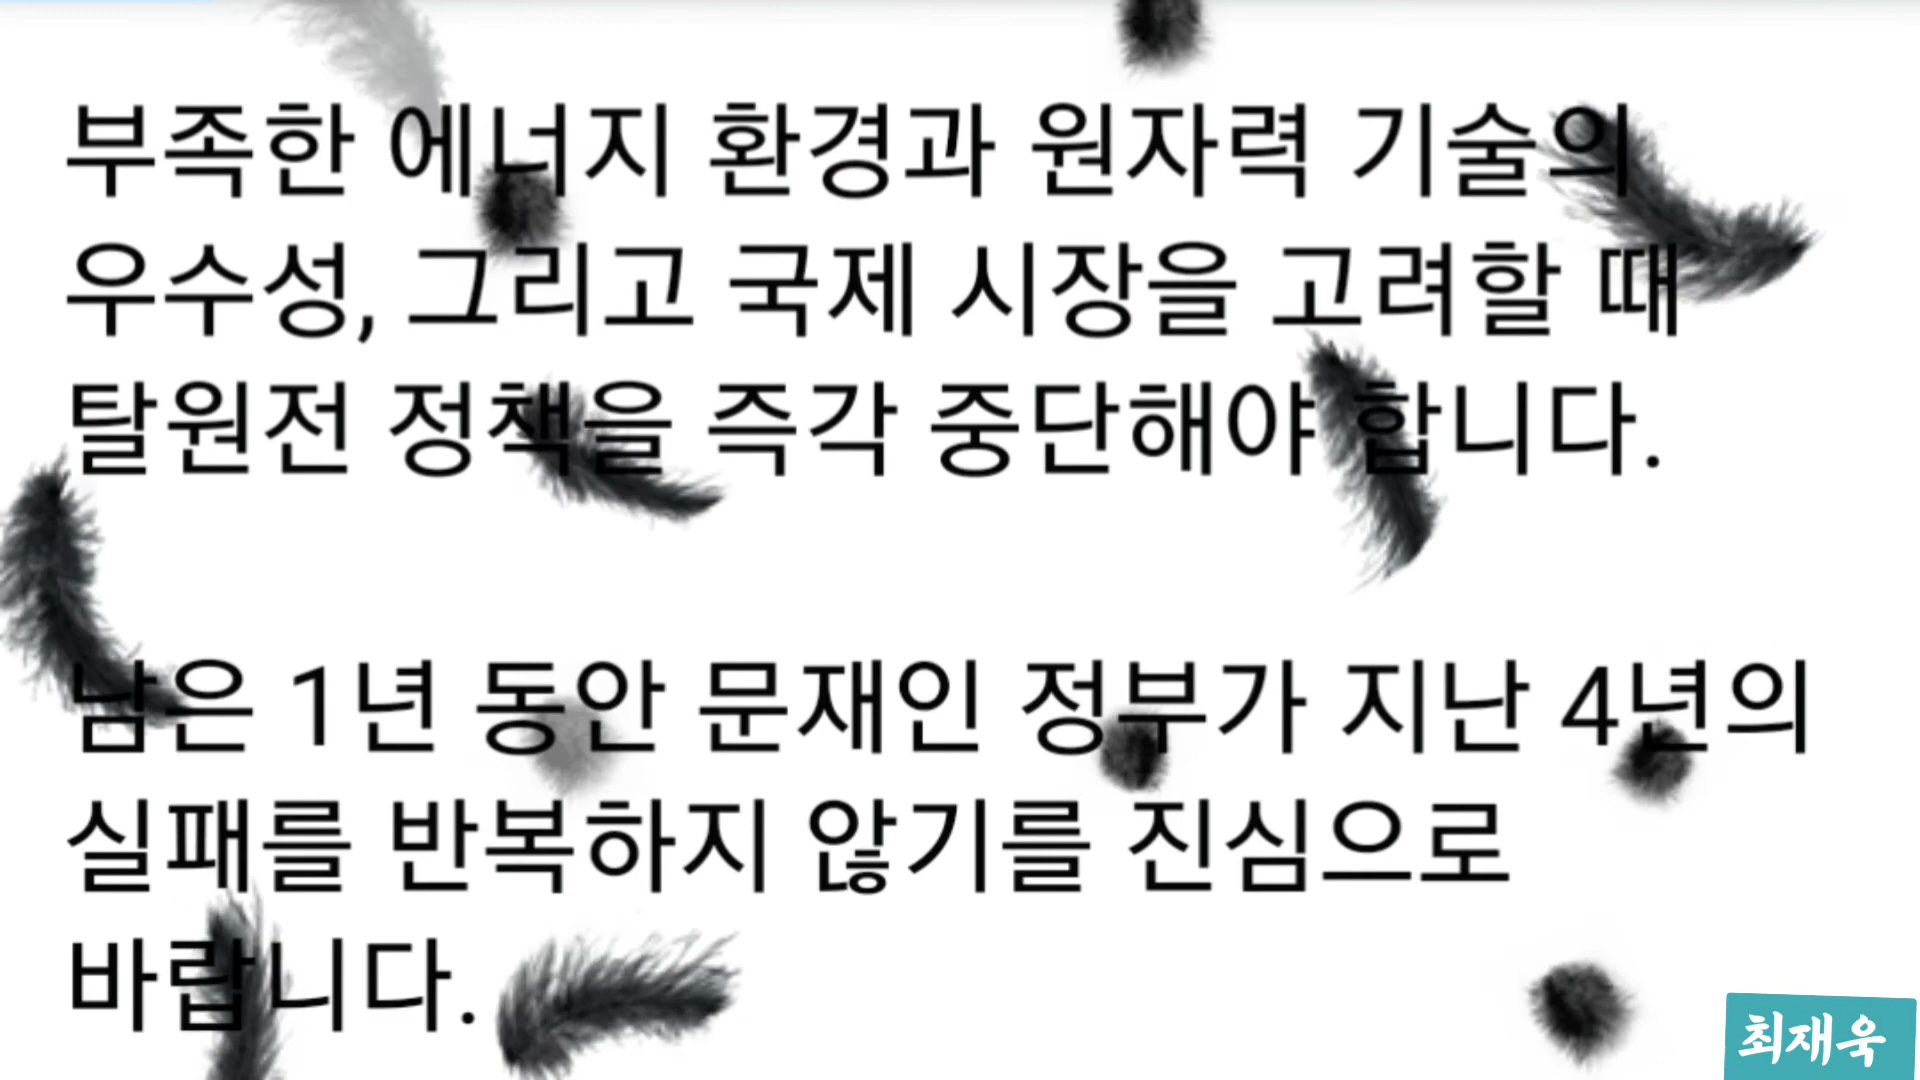 부족한 에너지 환경과 원자력 기술의
우수성, 그리고 국제 시장을 고려할 때
탈원전 정책을 즉각 중단해야 합니다.
남은 1년 동안 문재인 정부가 지난 4년의
실패를 반복하지 않기를 진심으로
바랍니다.
최재욱